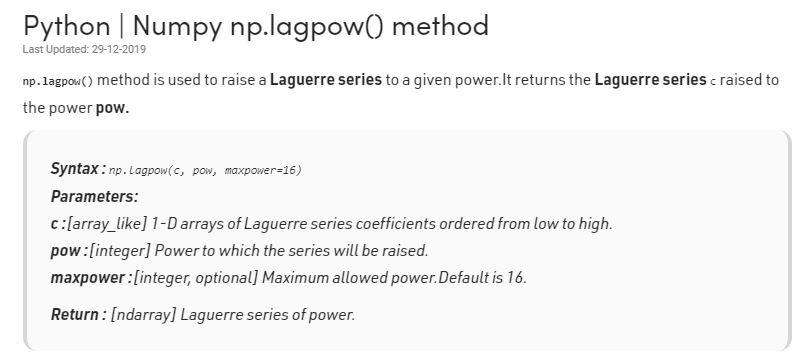 Python | Numpy np.lagpow() method
Last Updated: 29-12-2019
np.lagpow() method is used to raise a Laguerre series to a given power.It returns the Laguerre series c raised to
the power pow.
Syntax : np.lagpow(c, pow, maxpower=16)
Parameters:
c :[array_like] 1-D arrays of Laguerre series coefficients ordered from low to high.
pow :[integer] Power to which the series will be raised.
maxpower :[integer, optional] Maximum allowed power.Default is 16.
Return : [ndarray] Laguerre series of power.